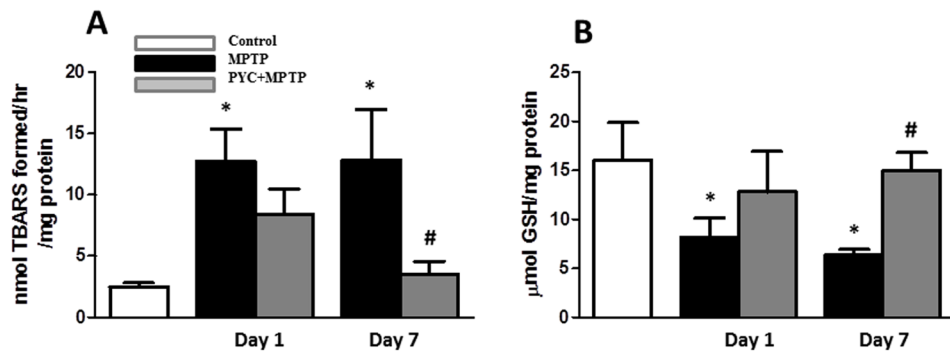 A
Control
MPTP
PYC+MPTP
nmol TBARS formed/hr
/mg protein
20
15
10
5
0
*
*
#
Day 1
Day 7
B
μmol GSH/mg protein
25
20
15
10
5
0
*
*
#
Day 1
Day 7